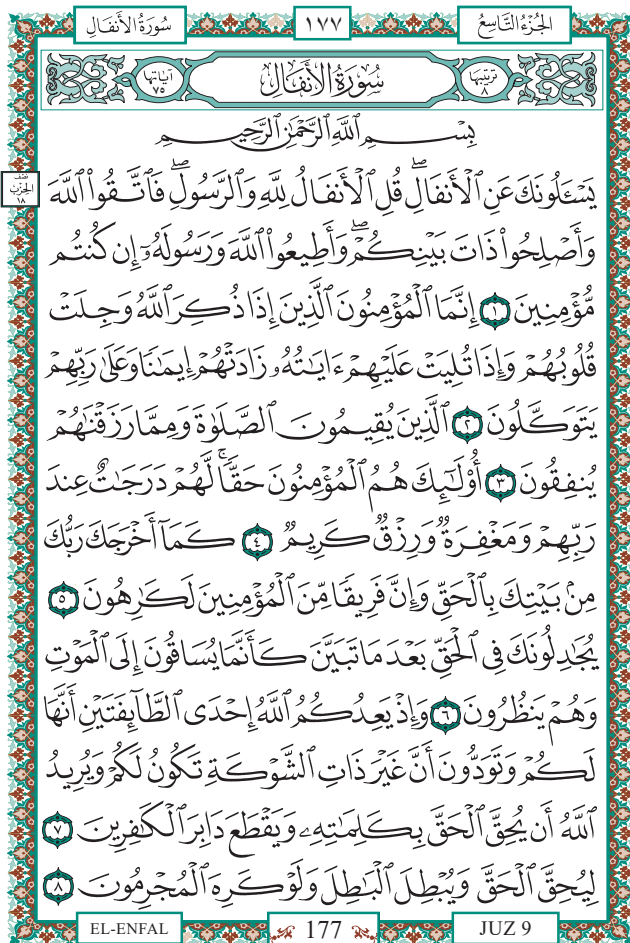 سُورَةُ الأَنفَالِ ١٧٧ الجُزْءُ التَّاسِعُ
آيَاتُهَا ٧٥ سُورَةُ الأَنفَالِ تَرْتِيبُهَا ٨
بِسْمِ ٱللَّهِ ٱلرَّحْمَٰنِ ٱلرَّحِيمِ
نصف الحزب ١٨
يَسْـَٔلُونَكَ عَنِ ٱلْأَنفَالِۖ قُلِ ٱلْأَنفَالُ لِلَّهِ وَٱلرَّسُولِۖ فَٱتَّقُوا۟ ٱللَّهَ
وَأَصْلِحُوا۟ ذَاتَ بَيْنِكُمْۖ وَأَطِيعُوا۟ ٱللَّهَ وَرَسُولَهُۥٓ إِن كُنتُم
مُّؤْمِنِينَ ١ إِنَّمَا ٱلْمُؤْمِنُونَ ٱلَّذِينَ إِذَا ذُكِرَ ٱللَّهُ وَجِلَتْ
قُلُوبُهُمْ وَإِذَا تُلِيَتْ عَلَيْهِمْ ءَايَٰتُهُۥ زَادَتْهُمْ إِيمَٰنًا وَعَلَىٰ رَبِّهِمْ
يَتَوَكَّلُونَ ٢ ٱلَّذِينَ يُقِيمُونَ ٱلصَّلَوٰةَ وَمِمَّا رَزَقْنَٰهُمْ
يُنفِقُونَ ٣ أُو۟لَٰٓئِكَ هُمُ ٱلْمُؤْمِنُونَ حَقًّاۚ لَّهُمْ دَرَجَٰتٌ عِندَ
رَبِّهِمْ وَمَغْفِرَةٌ وَرِزْقٌ كَرِيمٌ ٤ كَمَآ أَخْرَجَكَ رَبُّكَ
مِنۢ بَيْتِكَ بِٱلْحَقِّ وَإِنَّ فَرِيقًا مِّنَ ٱلْمُؤْمِنِينَ لَكَٰرِهُونَ ٥
يُجَٰدِلُونَكَ فِى ٱلْحَقِّ بَعْدَ مَا تَبَيَّنَ كَأَنَّمَا يُسَاقُونَ إِلَى ٱلْمَوْتِ
وَهُمْ يَنظُرُونَ ٦ وَإِذْ يَعِدُكُمُ ٱللَّهُ إِحْدَى ٱلطَّآئِفَتَيْنِ أَنَّهَا
لَكُمْ وَتَوَدُّونَ أَنَّ غَيْرَ ذَاتِ ٱلشَّوْكَةِ تَكُونُ لَكُمْ وَيُرِيدُ
ٱللَّهُ أَن يُحِقَّ ٱلْحَقَّ بِكَلِمَٰتِهِۦ وَيَقْطَعَ دَابِرَ ٱلْكَٰفِرِينَ ٧
لِيُحِقَّ ٱلْحَقَّ وَيُبْطِلَ ٱلْبَٰطِلَ وَلَوْ كَرِهَ ٱلْمُجْرِمُونَ ٨
EL-ENFAL 177 JUZ 9